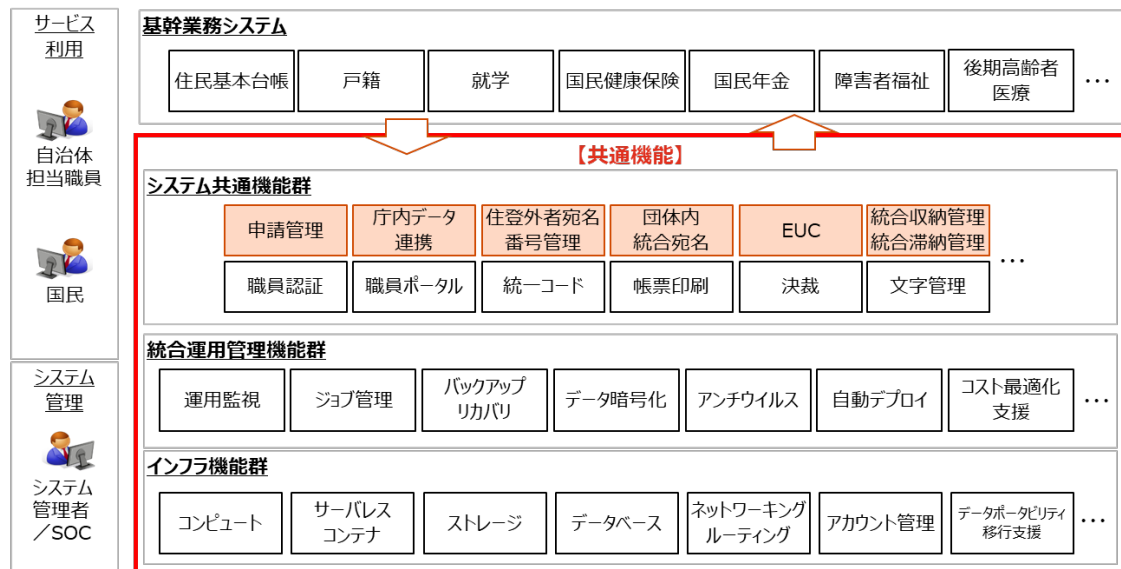 サービス
利用
自治体
担当職員
国民
システム
管理
システム
管理者
／SOC
基幹業務システム
住民基本台帳
戸籍
就学
国民健康保険
国民年金
障害者福祉
後期高齢者
医療
…
【共通機能】
システム共通機能群
申請管理
庁内データ
連携
住登外者宛名
番号管理
団体内
統合宛名
EUC
統合収納管理
統合滞納管理
職員認証
職員ポータル
統一コード
帳票印刷
決裁
文字管理
…
統合運用管理機能群
運用監視
ジョブ管理
バックアップ
リカバリ
データ暗号化
アンチウイルス
自動デプロイ
コスト最適化
支援
…
インフラ機能群
コンピュート
サーバレス
コンテナ
ストレージ
データベース
ネットワーキング
ルーティング
アカウント管理
データポータビリティ
移行支援
…